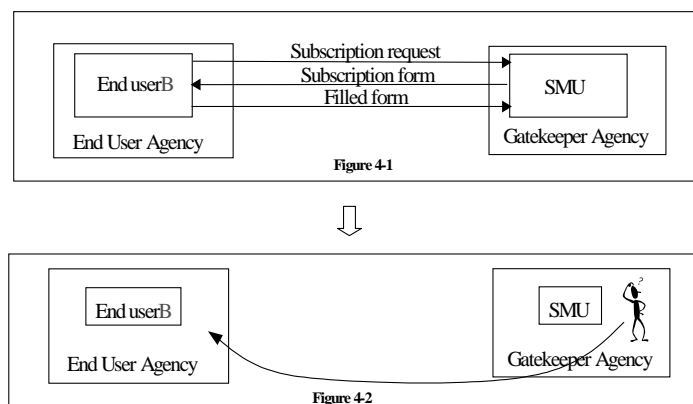 Subscription request
End userB
Subscription form
SMU
Filled form
End User Agency
Gatekeeper Agency
Figure 4-1
?
End userB
SMU
End User Agency
Gatekeeper Agency
Figure 4-2